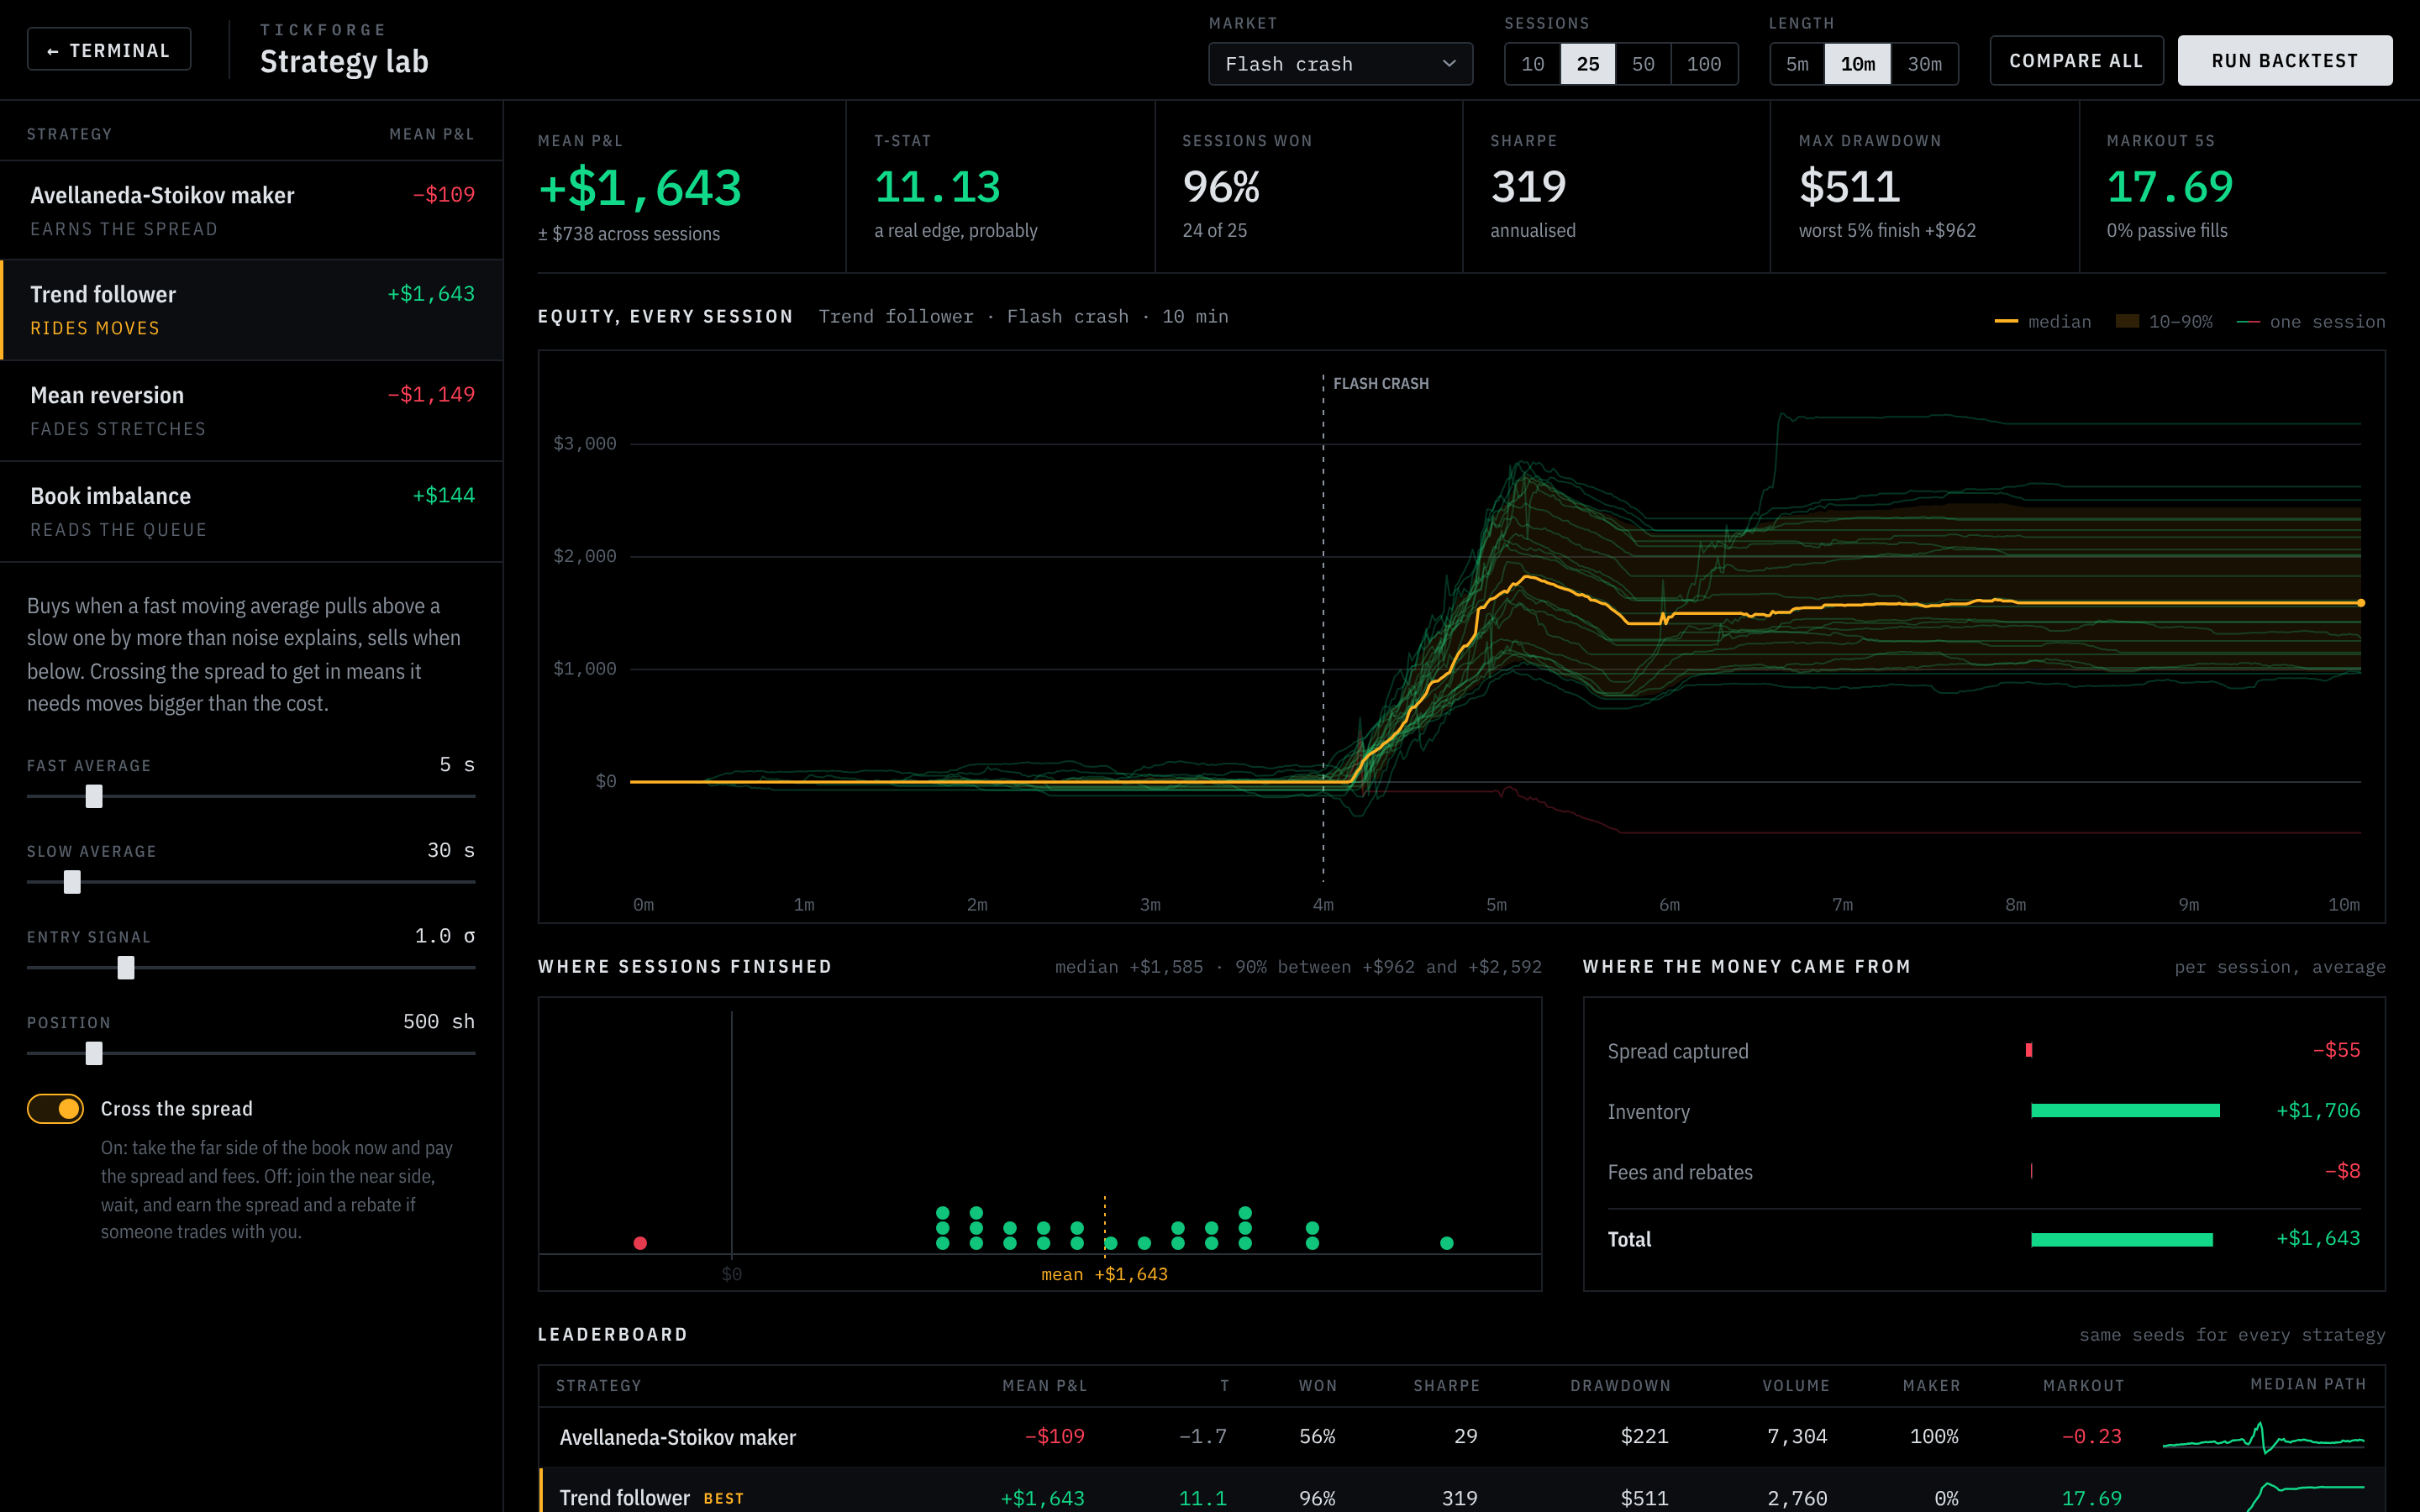 ← TERMINAL
TICKFORGE
Strategy lab
MARKET
Flash crash
SESSIONS
10 25 50 100
LENGTH
5m 10m 30m
COMPARE ALL
RUN BACKTEST
STRATEGY MEAN P&L
Avellaneda-Stoikov maker −$109
EARNS THE SPREAD
Trend follower +$1,643
RIDES MOVES
Mean reversion −$1,149
FADES STRETCHES
Book imbalance +$144
READS THE QUEUE
Buys when a fast moving average pulls above a
slow one by more than noise explains, sells when
below. Crossing the spread to get in means it
needs moves bigger than the cost.
FAST AVERAGE 5 s
SLOW AVERAGE 30 s
ENTRY SIGNAL 1.0 σ
POSITION 500 sh
Cross the spread
On: take the far side of the book now and pay
the spread and fees. Off: join the near side,
wait, and earn the spread and a rebate if
someone trades with you.
MEAN P&L
+$1,643
± $738 across sessions
T-STAT
11.13
a real edge, probably
SESSIONS WON
96%
24 of 25
SHARPE
319
annualised
MAX DRAWDOWN
$511
worst 5% finish +$962
MARKOUT 5S
17.69
0% passive fills
EQUITY, EVERY SESSION Trend follower · Flash crash · 10 min
median 10–90% one session
FLASH CRASH
$3,000
$2,000
$1,000
$0
0m 1m 2m 3m 4m 5m 6m 7m 8m 9m 10m
WHERE SESSIONS FINISHED median +$1,585 · 90% between +$962 and +$2,592
$0 mean +$1,643
WHERE THE MONEY CAME FROM per session, average
Spread captured −$55
Inventory +$1,706
Fees and rebates −$8
Total +$1,643
LEADERBOARD same seeds for every strategy
STRATEGY MEAN P&L T WON SHARPE DRAWDOWN VOLUME MAKER MARKOUT MEDIAN PATH
Avellaneda-Stoikov maker −$109 −1.7 56% 29 $221 7,304 100% −0.23
Trend follower BEST +$1,643 11.1 96% 319 $511 2,760 0% 17.69